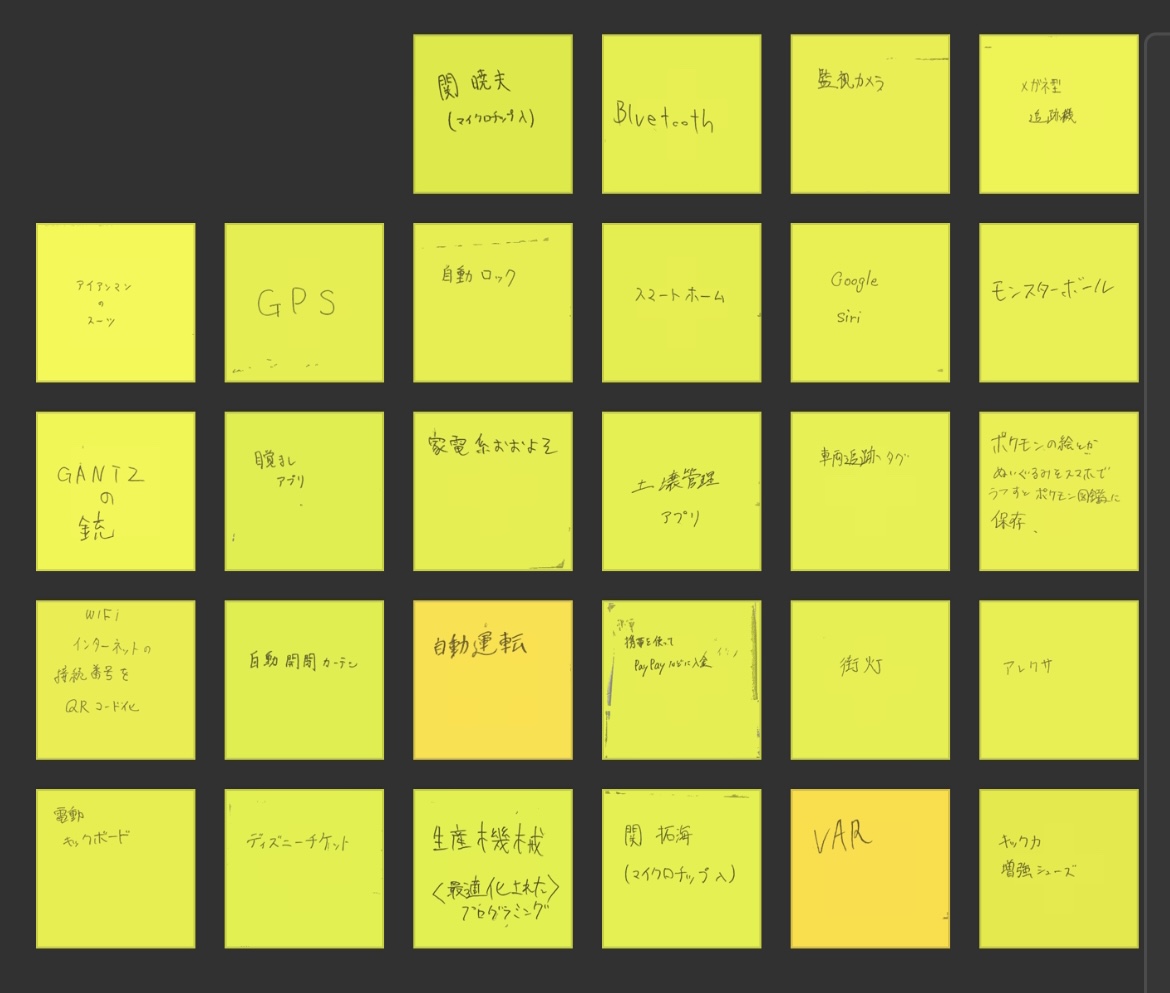 関 暁夫
(マイクロチップ入)
Bluetooth
監視カメラ
メガネ型
追跡機
アイアンマン
の
スーツ
GPS
自動ロック
スマートホーム
Google
siri
モンスターボール
GANTZ
の
銃
目覚まし
アプリ
家電系おおよそ
土壌管理
アプリ
車両追跡タグ
ポケモンの絵とか
ぬいぐるみをスマホで
うつすと ポケモン図鑑に
保存、
WiFi
インターネットの
接続番号を
QRコード化
自動開閉カーテン
自動運転
携帯を使って
PayPayなどに入金
街灯
アレクサ
電動
キックボード
ディズニーチケット
生産機械
〈最適化された〉
プログラミング
関 拓海
(マイクロチップ入)
VAR
キック力
増強シューズ